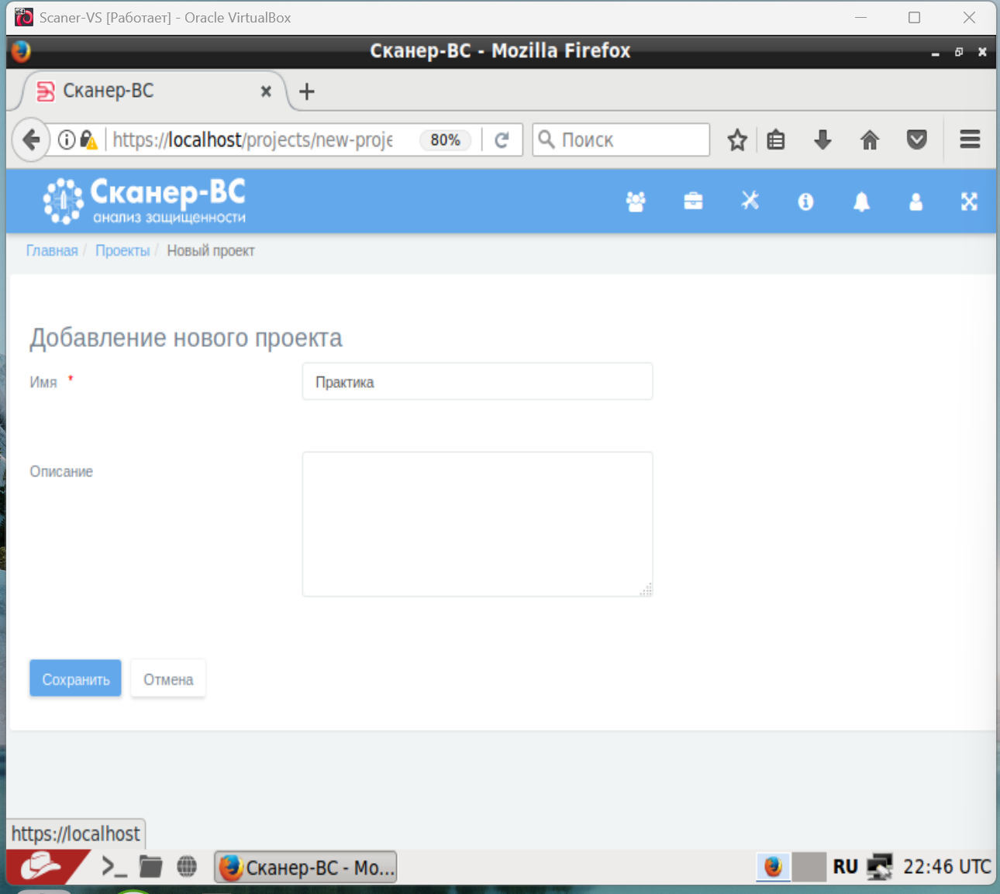 Scaner-VS [Работает] - Oracle VirtualBox
Сканер-ВС - Mozilla Firefox
Сканер-ВС
https://localhost/projects/new-proje
80%
Поиск
Сканер-ВС
анализ защищенности
Главная / Проекты / Новый проект
Добавление нового проекта
Имя *
Практика
Описание
Сохранить
Отмена
https://localhost
Сканер-ВС - Mo...
RU
22:46 UTC